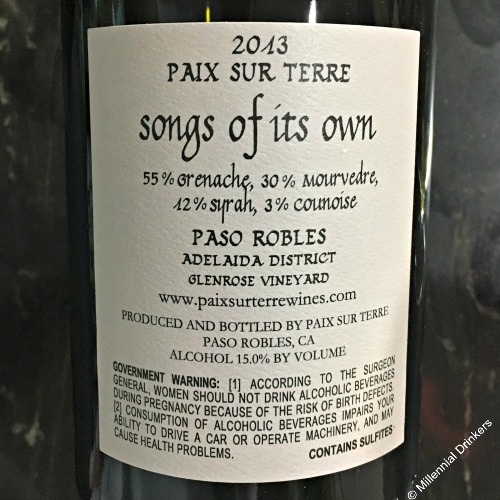 2013
PAIX SUR TERRE
songs of its own
55% Grenache, 30% Mourvedre,
12% Syrah, 3% Counoise
PASO ROBLES
ADELAIDA DISTRICT
GLENROSE VINEYARD
www.paixsurterrewines.com
PRODUCED AND BOTTLED BY PAIX SUR TERRE
PASO ROBLES, CA
ALCOHOL 15.0% BY VOLUME
GOVERNMENT WARNING: [1] ACCORDING TO THE SURGEON
GENERAL, WOMEN SHOULD NOT DRINK ALCOHOLIC BEVERAGES
DURING PREGNANCY BECAUSE OF THE RISK OF BIRTH DEFECTS.
[2] CONSUMPTION OF ALCOHOLIC BEVERAGES IMPAIRS YOUR
ABILITY TO DRIVE A CAR OR OPERATE MACHINERY, AND MAY
CAUSE HEALTH PROBLEMS. CONTAINS SULFITES
© Millennial Drinkers